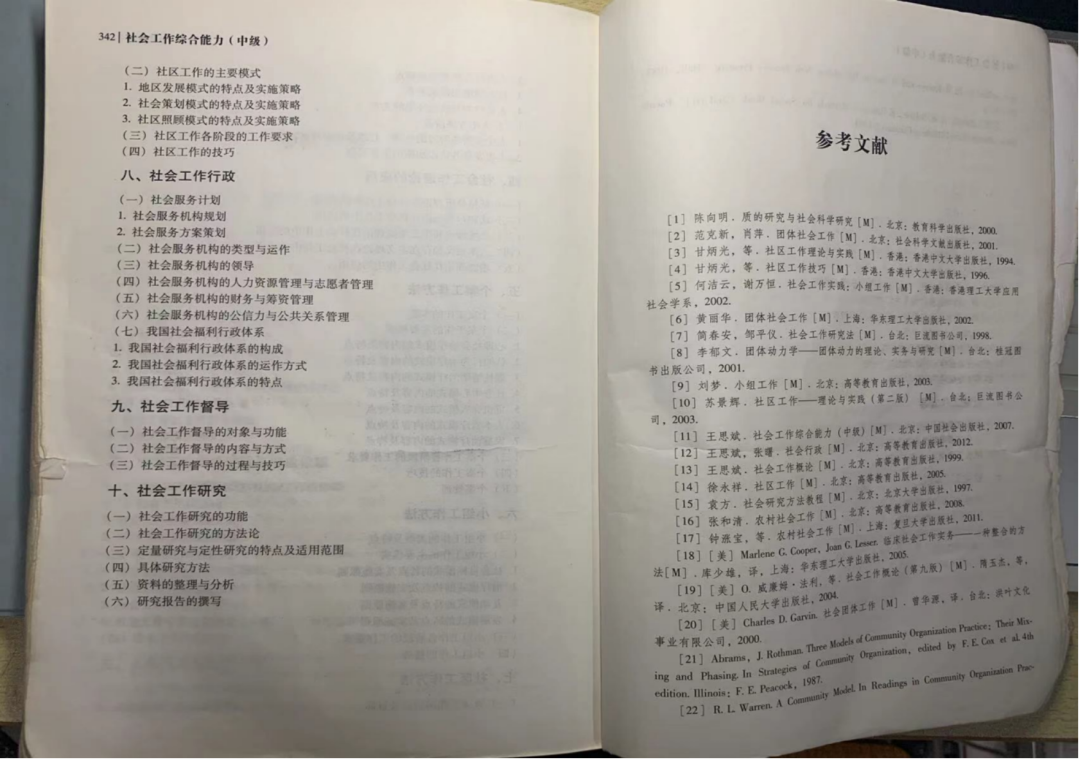 342 | 社会工作综合能力（中级）
（二）社区工作的主要模式
1. 地区发展模式的特点及实施策略
2. 社会策划模式的特点及实施策略
3. 社区照顾模式的特点及实施策略
（三）社区工作各阶段的工作要求
（四）社区工作的技巧
八、社会工作行政
（一）社会服务计划
1. 社会服务机构规划
2. 社会服务方案策划
（二）社会服务机构的类型与运作
（三）社会服务机构的领导
（四）社会服务机构的人力资源管理与志愿者管理
（五）社会服务机构的财务与筹资管理
（六）社会服务机构的公信力与公共关系管理
（七）我国社会福利行政体系
1. 我国社会福利行政体系的构成
2. 我国社会福利行政体系的运作方式
3. 我国社会福利行政体系的特点
九、社会工作督导
（一）社会工作督导的对象与功能
（二）社会工作督导的内容与方式
（三）社会工作督导的过程与技巧
十、社会工作研究
（一）社会工作研究的功能
（二）社会工作研究的方法论
（三）定量研究与定性研究的特点及适用范围
（四）具体研究方法
（五）资料的整理与分析
（六）研究报告的撰写
参考文献
[1] 陈向明．质的研究与社会科学研究［M］．北京：教育科学出版社，2000.
[2] 范克新，肖萍．团体社会工作［M］．北京：社会科学文献出版社，2001.
[3] 甘炳光，等．社区工作理论与实践［M］．香港：香港中文大学出版社，1994.
[4] 甘炳光，等．社区工作技巧［M］．香港：香港中文大学出版社，1996.
[5] 何洁云，谢万恒．社会工作实践：小组工作［M］．香港：香港理工大学应用
社会学系，2002.
[6] 黄丽华．团体社会工作［M］．上海：华东理工大学出版社，2002.
[7] 简春安，邹平仪．社会工作研究法［M］．台北：巨流图书公司，1998.
[8] 李郁文．团体动力学——团体动力的理论、实务与研究［M］．台北：桂冠图
书出版公司，2001.
[9] 刘梦．小组工作［M］．北京：高等教育出版社，2003.
[10] 苏景辉．社区工作——理论与实践（第二版）［M］．台北：巨流图书公
司，2003.
[11] 王思斌．社会工作综合能力（中级）［M］．北京：中国社会出版社，2007.
[12] 王思斌，张曙．社会行政［M］．北京：高等教育出版社，2012.
[13] 王思斌．社会工作概论［M］．北京：高等教育出版社，1999.
[14] 徐永祥．社区工作［M］．北京：高等教育出版社，2005.
[15] 袁方．社会研究方法教程［M］．北京：北京大学出版社，1997.
[16] 张和清．农村社会工作［M］．北京：高等教育出版社，2008.
[17] 钟涨宝，等．农村社会工作［M］．上海：复旦大学出版社，2011.
[18]［美］Marlene G. Cooper, Joan G. Lesser. 临床社会工作实务——一种整合的方
法［M］．库少雄，译．上海：华东理工大学出版社，2005.
[19]［美］O. 威廉姆·法利，等．社会工作概论（第九版）［M］．隋玉杰，等，
译．北京：中国人民大学出版社，2004.
[20]［美］Charles D. Garvin. 社会团体工作［M］．曾华源，译．台北：洪叶文化
事业有限公司，2000.
[21] Abrams, J. Rothman. Three Models of Community Organization Practice: Their Mix-
ing and Phasing. In Strategies of Community Organization, edited by F. E. Cox et al. 4th
edition. Illinois: F. E. Peacock, 1987.
[22] R. L. Warren. A Community Model. In Readings in Community Organization Prac-